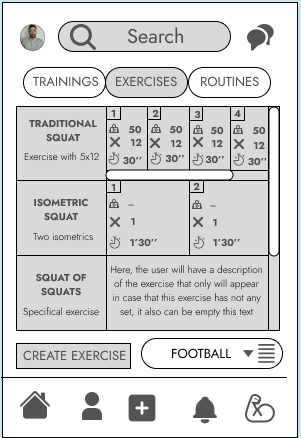 Search
TRAININGS EXERCISES ROUTINES
TRADITIONAL
SQUAT
Exercise with 5x12
1 2 3 4
50 50 50 50
12 12 12 12
30’’ 30’’ 30’’ 30’’
ISOMETRIC
SQUAT
Two isometrics
1 2
– –
1 1
1’30’’ 1’30’’
SQUAT OF
SQUATS
Specifical exercise
Here, the user will have a description
of the exercise that only will appear
in case that this exercise has not any
set, it also can be empty this text
CREATE EXERCISE
FOOTBALL